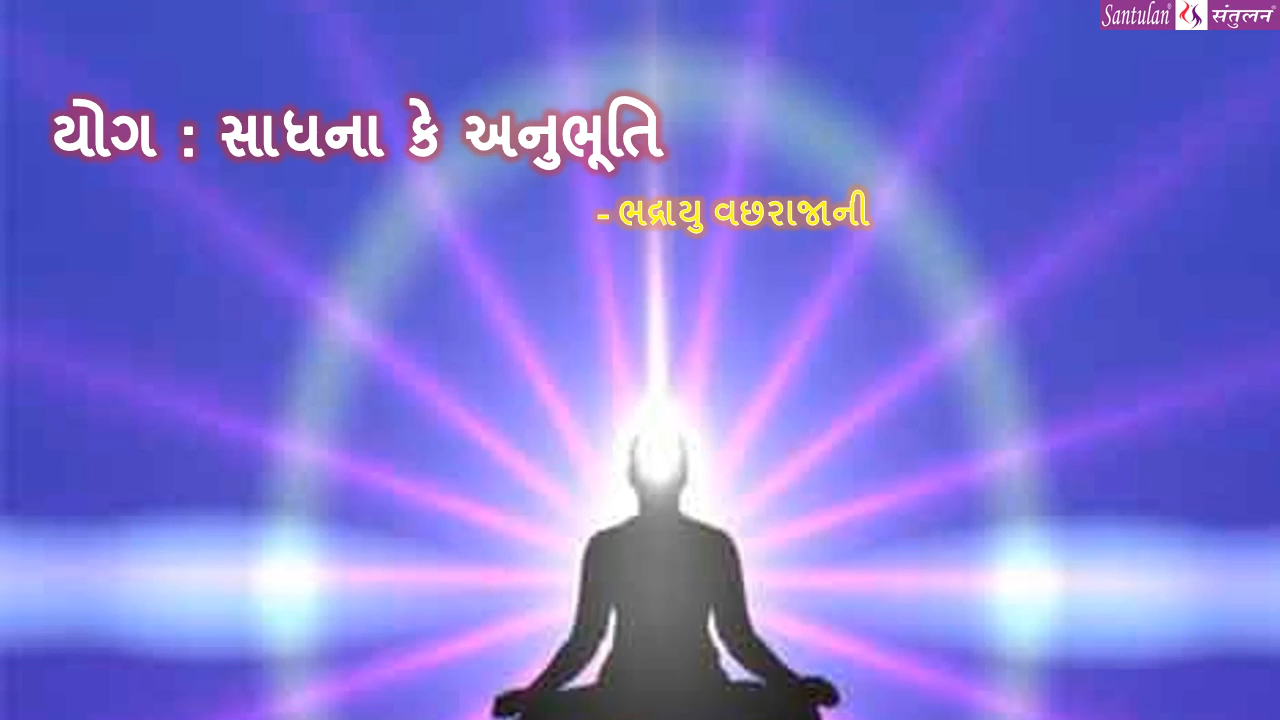 Santulan® संतुलन®
યોગ : સાધના કે અનુભૂતિ
- ભદ્રાયુ વછરાજાની